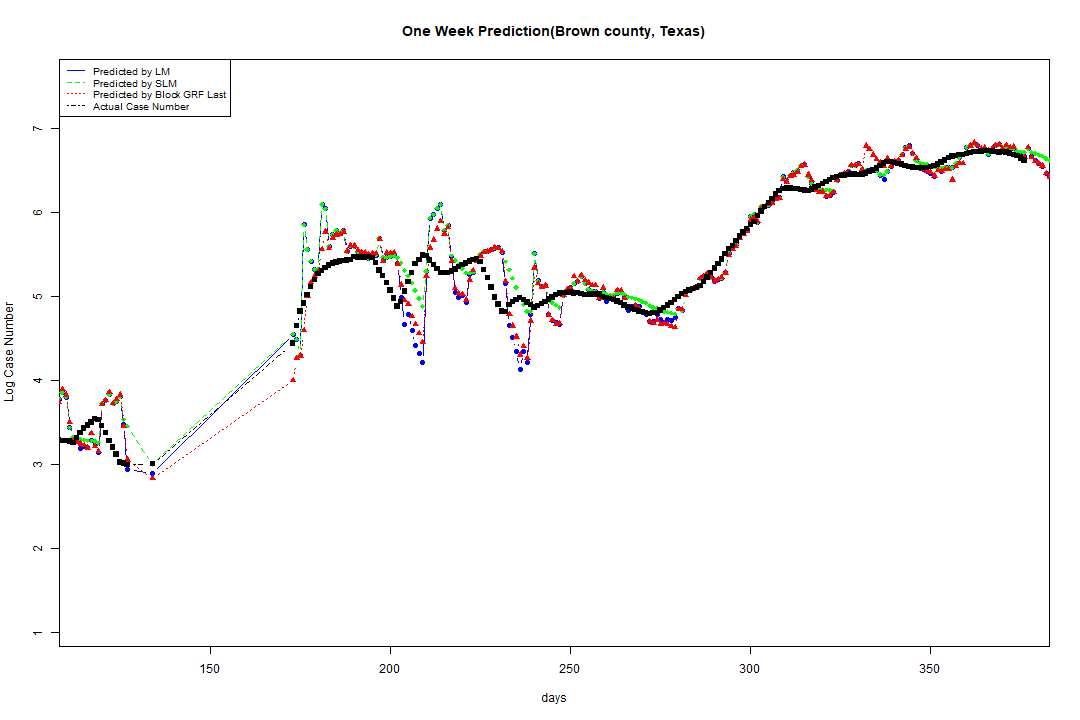 One Week Prediction(Brown county, Texas)
Predicted by LM
Predicted by SLM
Predicted by Block GRF Last
Actual Case Number
7
6
5
4
3
2
1
Log Case Number
150 200 250 300 350
days